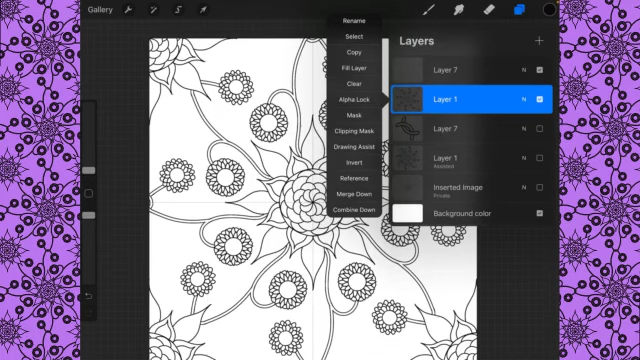 Gallery
Rename
Select
Copy
Fill Layer
Clear
Alpha Lock
Mask
Clipping Mask
Drawing Assist
Invert
Reference
Merge Down
Combine Down
Layers
Layer 7 N
Layer 1 N
Layer 7 N
Layer 1 N
Assisted
Inserted Image N
Private
Background color